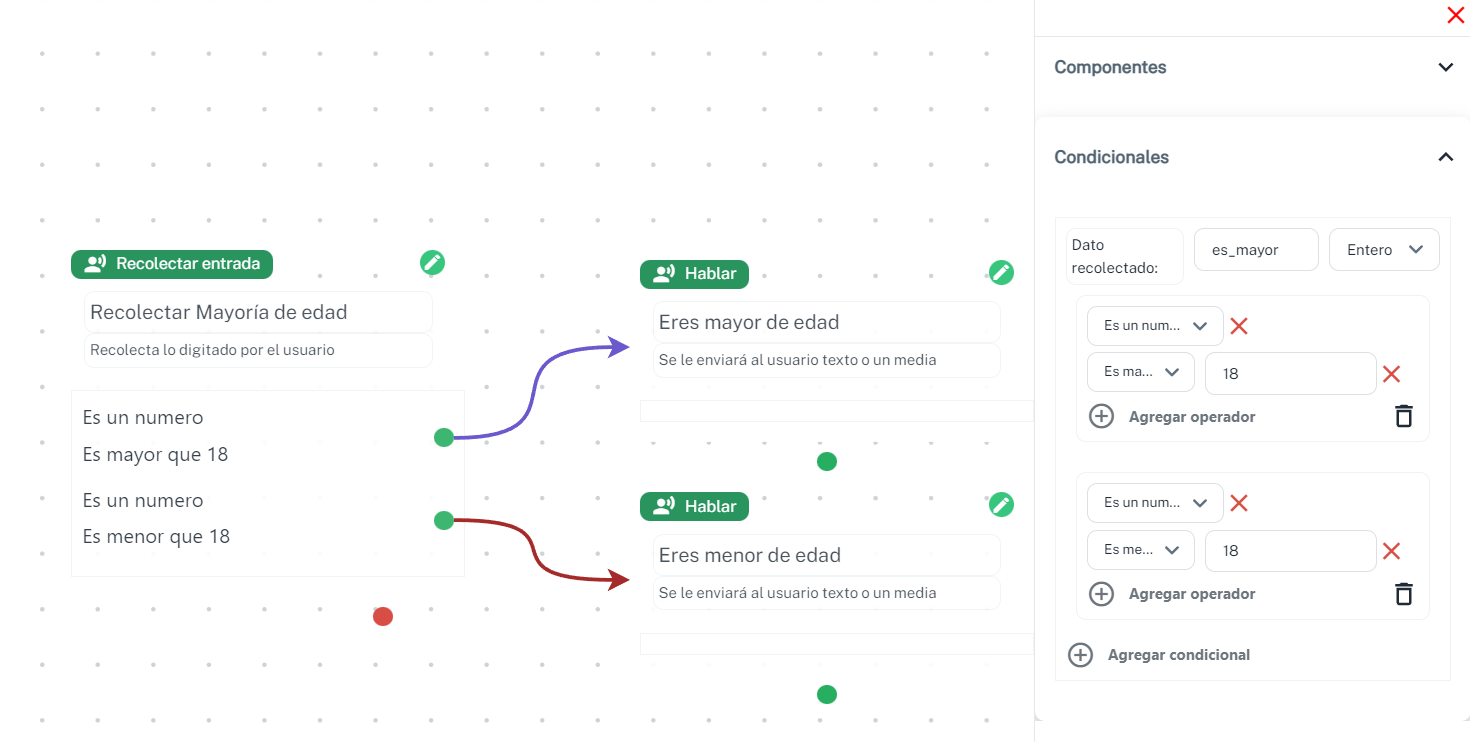 Recolectar entrada
Recolectar Mayoría de edad
Recolecta lo digitado por el usuario
Es un numero
Es mayor que 18
Es un numero
Es menor que 18
Hablar
Eres mayor de edad
Se le enviará al usuario texto o un media
Hablar
Eres menor de edad
Se le enviará al usuario texto o un media
Componentes
Condicionales
Dato
recolectado:
es_mayor
Entero
Es un num...
Es ma...
18
Agregar operador
Es un num...
Es me...
18
Agregar operador
Agregar condicional